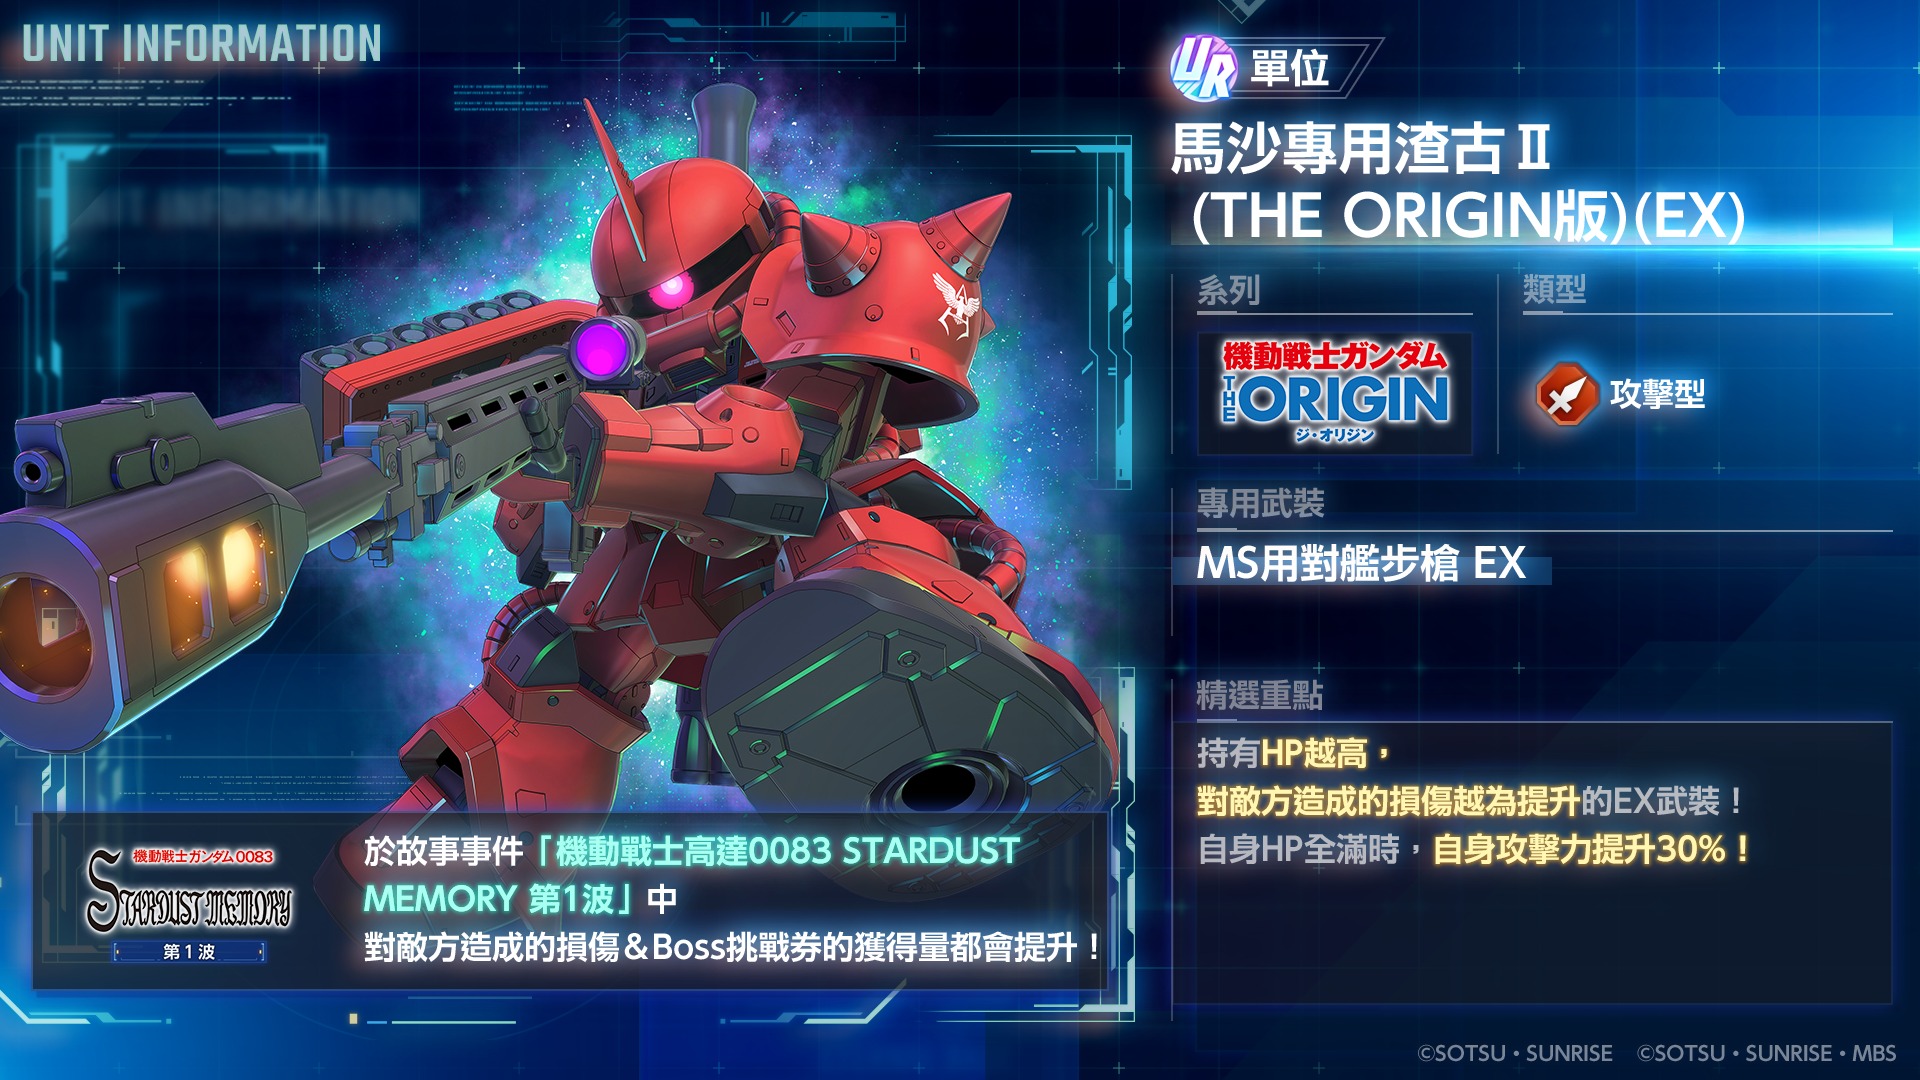 UNIT INFORMATION
UR 單位
馬沙專用渣古Ⅱ
(THE ORIGIN版)(EX)
系列
類型
機動戦士ガンダム
THE ORIGIN
ジ・オリジン
攻擊型
專用武裝
MS用對艦步槍 EX
精選重點
持有HP越高，
對敵方造成的損傷越為提升的EX武裝！
自身HP全滿時，自身攻擊力提升30%！
機動戦士ガンダム0083
STARDUST MEMORY
第1波
於故事事件「機動戰士高達0083 STARDUST
MEMORY 第1波」中
對敵方造成的損傷＆Boss挑戰券的獲得量都會提升！
©SOTSU・SUNRISE ©SOTSU・SUNRISE・MBS